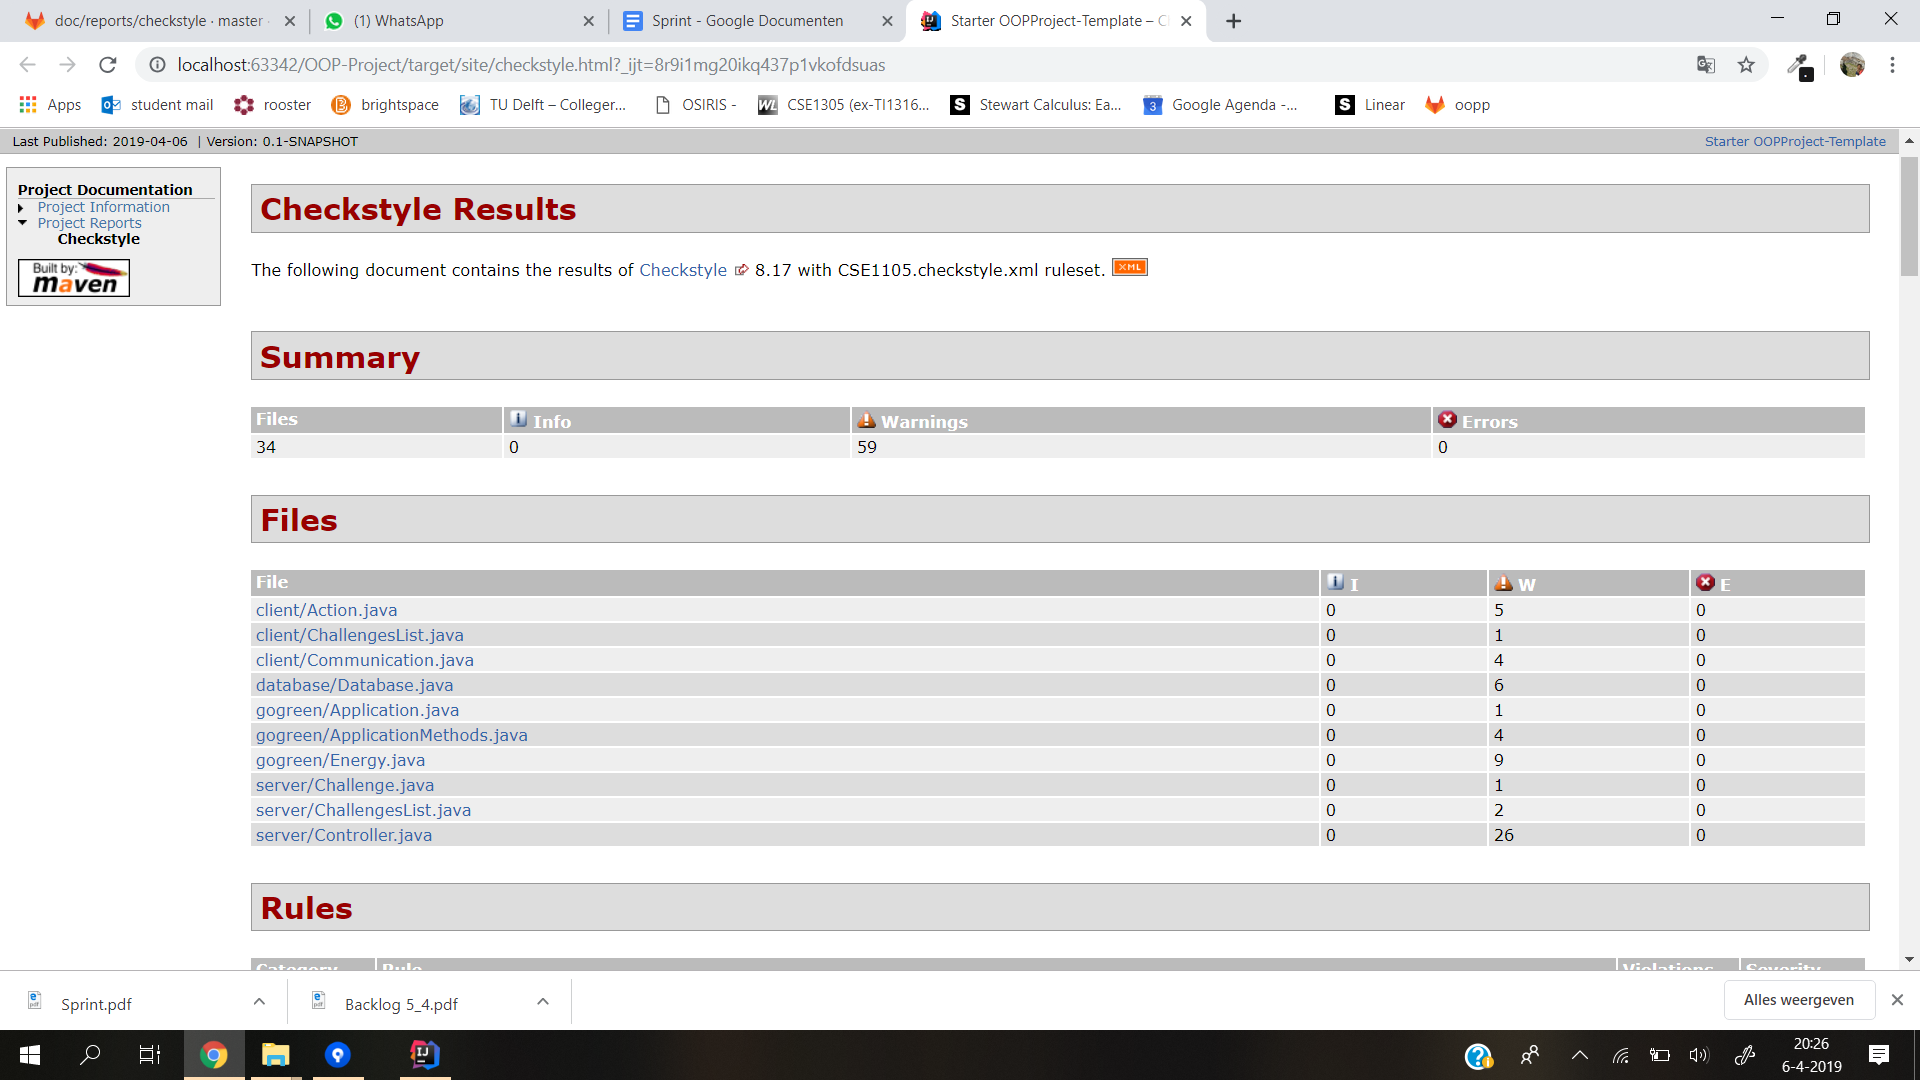 doc/reports/checkstyle · master
(1) WhatsApp
Sprint - Google Documenten
Starter OOPProject-Template – C
localhost:63342/OOP-Project/target/site/checkstyle.html?_ijt=8r9i1mg20ikq437p1vkofdsuas
Apps
student mail
rooster
brightspace
TU Delft – Colleger...
OSIRIS -
WL CSE1305 (ex-TI1316...
S Stewart Calculus: Ea...
3 Google Agenda -...
S Linear
oopp
Last Published: 2019-04-06 | Version: 0.1-SNAPSHOT
Starter OOPProject-Template
Project Documentation
Project Information
Project Reports
Checkstyle
Built by:
maven
Checkstyle Results
The following document contains the results of Checkstyle 8.17 with CSE1105.checkstyle.xml ruleset. XML
Summary
Files Info Warnings Errors
34 0 59 0
Files
File I W E
client/Action.java 0 5 0
client/ChallengesList.java 0 1 0
client/Communication.java 0 4 0
database/Database.java 0 6 0
gogreen/Application.java 0 1 0
gogreen/ApplicationMethods.java 0 4 0
gogreen/Energy.java 0 9 0
server/Challenge.java 0 1 0
server/ChallengesList.java 0 2 0
server/Controller.java 0 26 0
Rules
Category Rule Violations Severity
Sprint.pdf
Backlog 5_4.pdf
Alles weergeven
20:26
6-4-2019